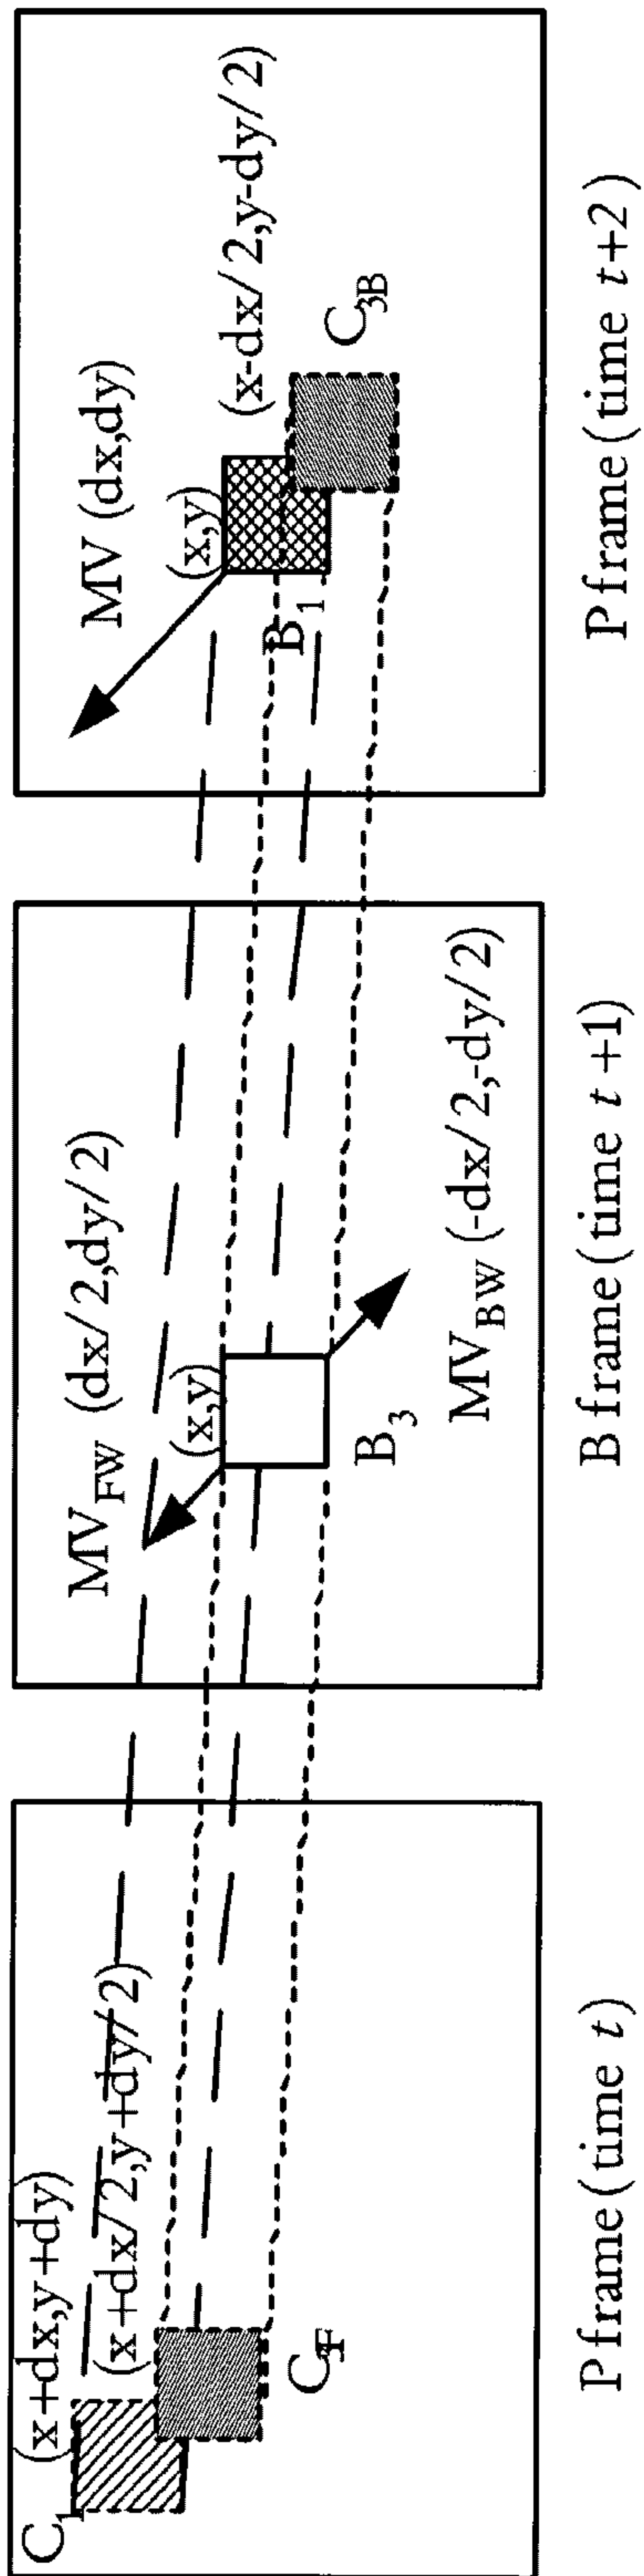 C1
(x+dx,y+dy)
(x+dx/2,y+dy/2)
P frame(time t)
MVFW (dx/2,dy/2)
(x,y)
B3
MVBW (-dx/2,-dy/2)
B frame(time t +1)
MV (dx,dy)
(x,y)
(x-dx/2,y-dy/2)
B1
C3B
P frame(time t+2)